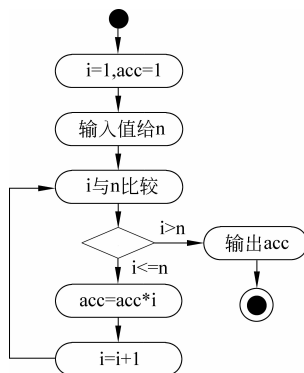 i=1,acc=1
输入值给n
i与n比较
i>n
输出acc
i<=n
acc=acc*i
i=i+1